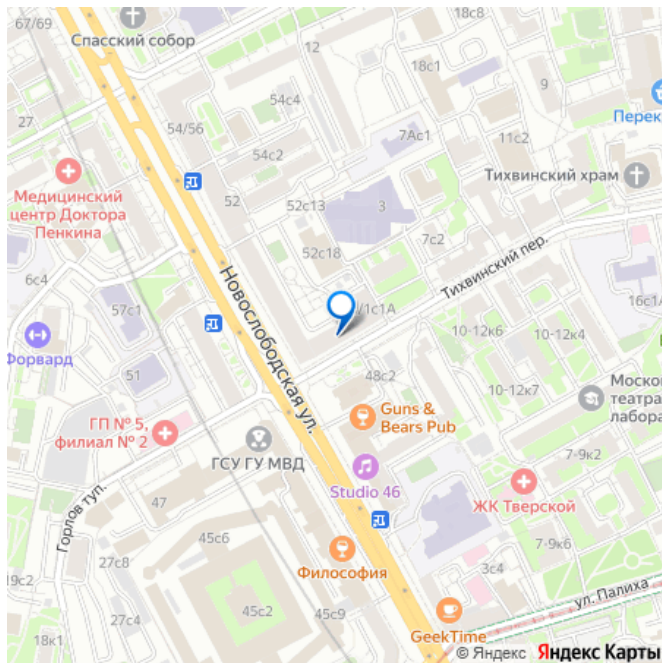 67/69
Спасский собор
18с8
12
18с1
9
27
54с4
Перек
54/56
7Ас1
11с2
54с2
Тихвинский храм
Медицинский
центр Доктора
Пенкина
52
52с13
3
7с2
52с18
Тихвинский пер.
6с4
57с1
Новослободская ул.
/1с1А
16с1
Форвард
51
10-12к6
10-12к4
48с2
10-12к7
Моско
театра
лабора
Guns &
Bears Pub
ГП № 5,
филиал № 2
ГСУ ГУ МВД
7-9к2
Studio 46
ЖК Тверской
47
Горлов туп.
45с6
7-9к6
Философия
3с4
27с8
19с2
ул. Палиха
27с4
45с2
45с9
GeekTime
18к1
© Яндекс Яндекс Карты